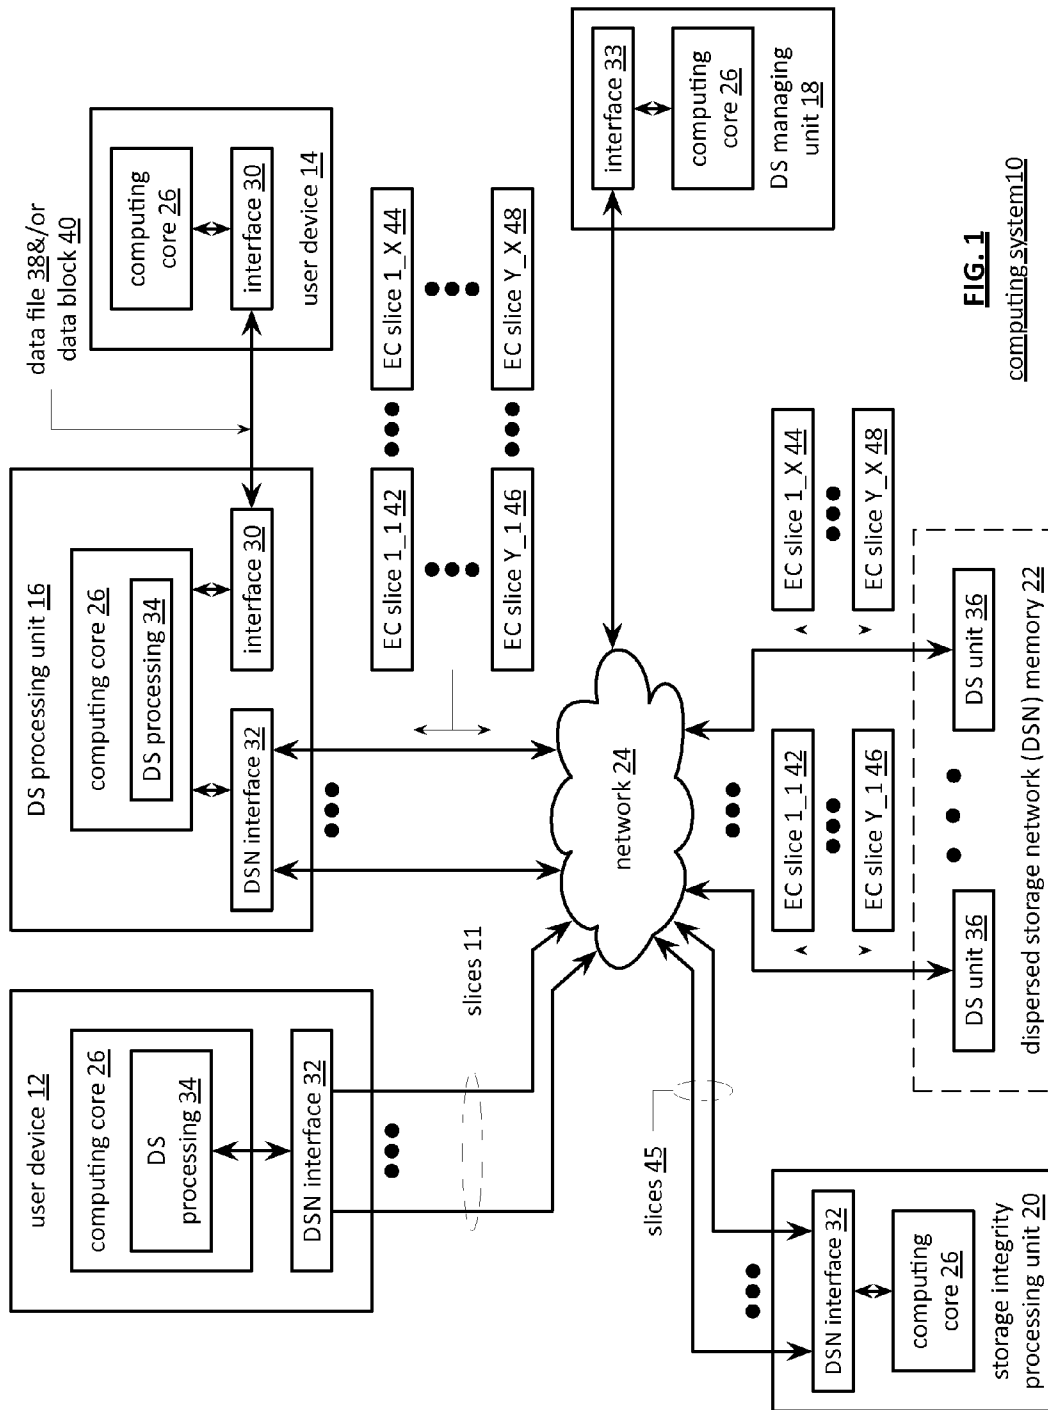 user device 12
computing core 26
DS
processing 34
DSN interface 32
slices 11
DS processing unit 16
computing core 26
DS processing 34
DSN interface 32
interface 30
data file 38&/or
data block 40
computing
core 26
interface 30
user device 14
EC slice 1_1 42
EC slice 1_X 44
EC slice Y_1 46
EC slice Y_X 48
network 24
interface 33
computing
core 26
DS managing
unit 18
slices 45
DSN interface 32
computing
core 26
storage integrity
processing unit 20
EC slice 1_1 42
EC slice Y_1 46
EC slice 1_X 44
EC slice Y_X 48
DS unit 36
DS unit 36
dispersed storage network (DSN) memory 22
FIG. 1
computing system10